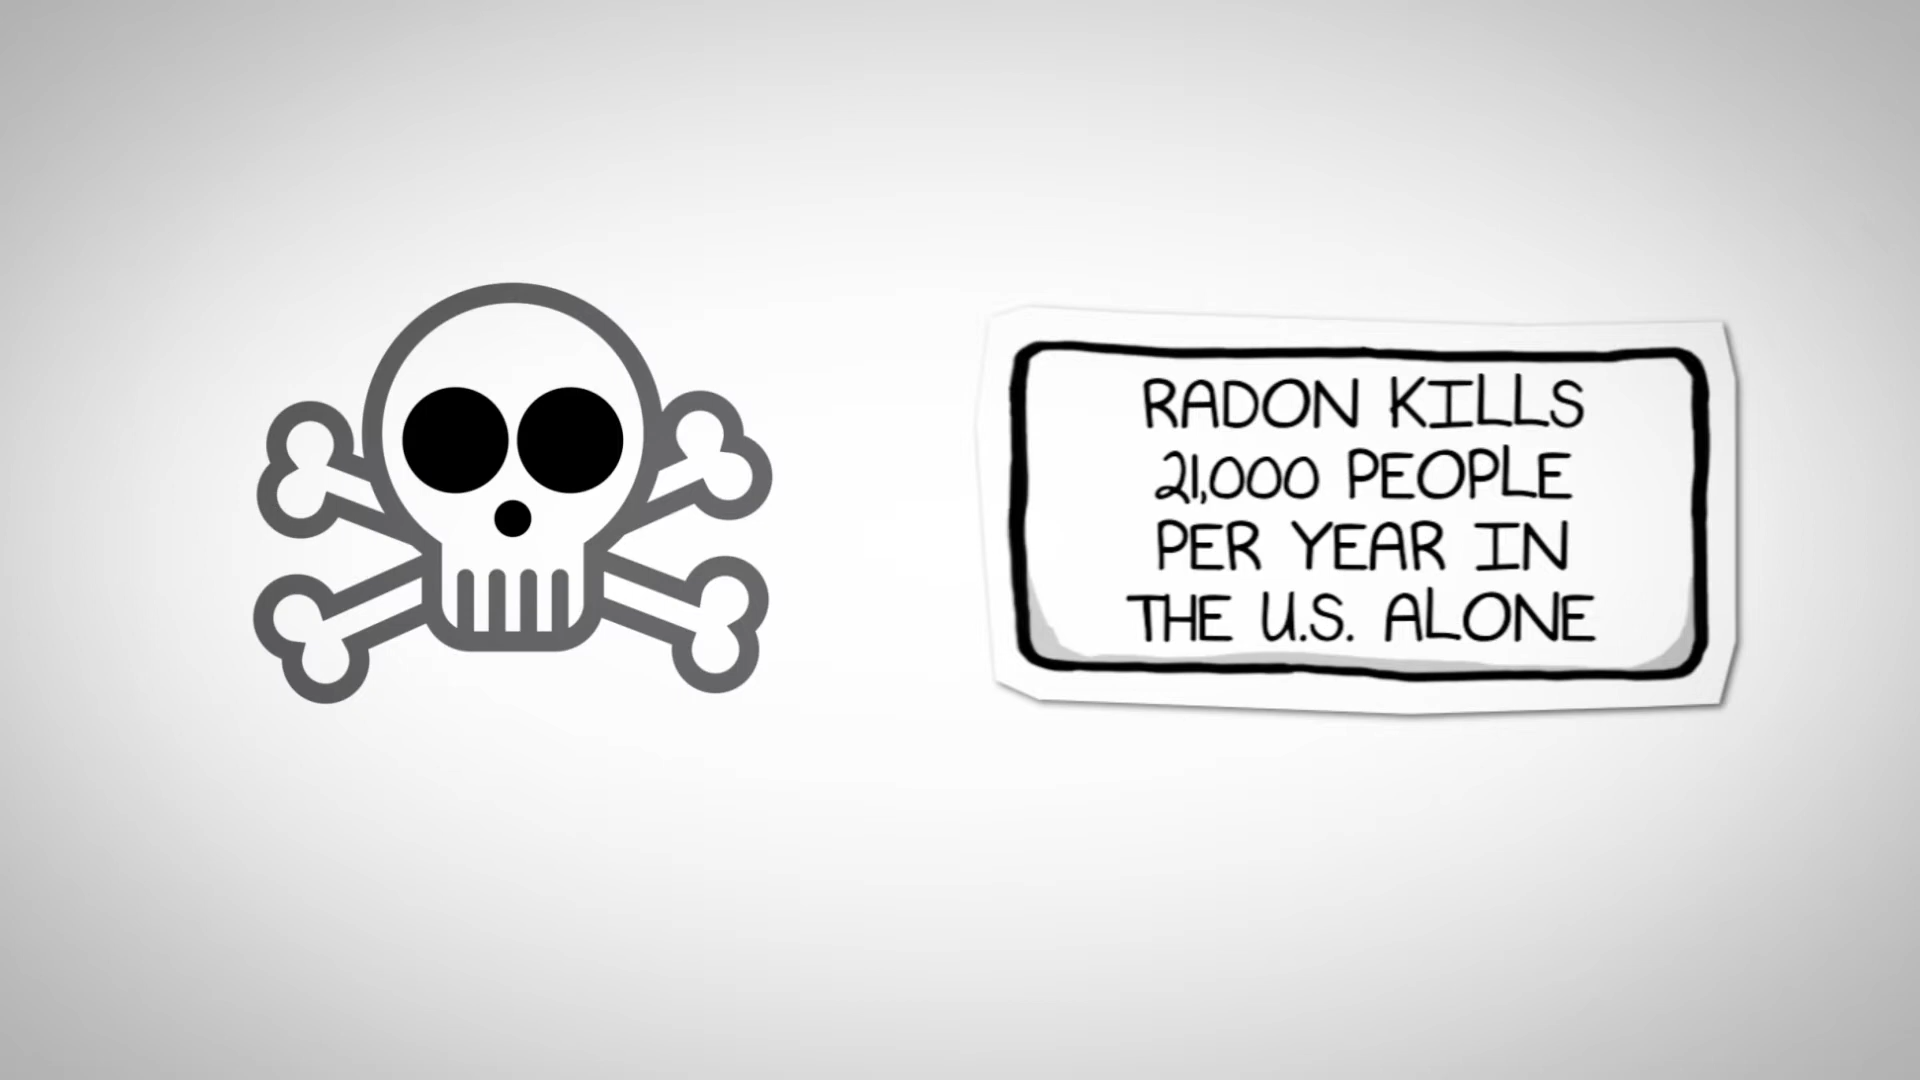 RADON KILLS
21,000 PEOPLE
PER YEAR IN
THE U.S. ALONE